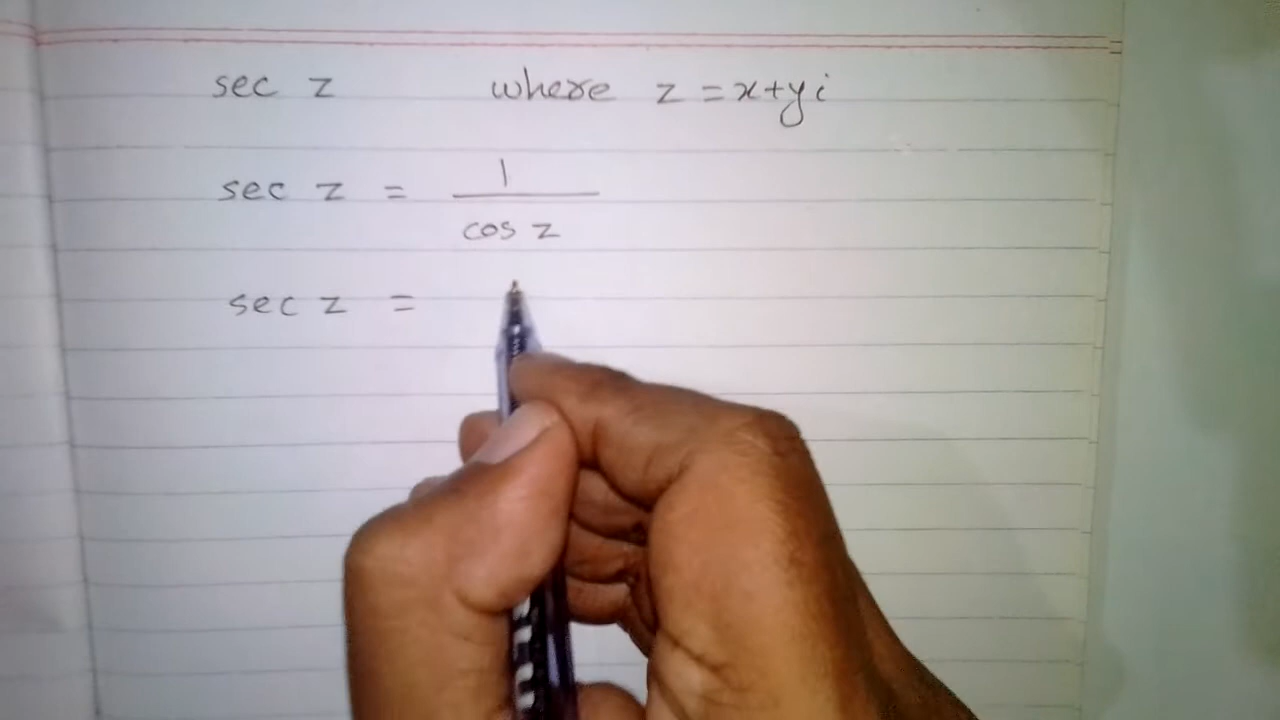 sec z where z = x+yi
sec z = 1/cos z
sec z =